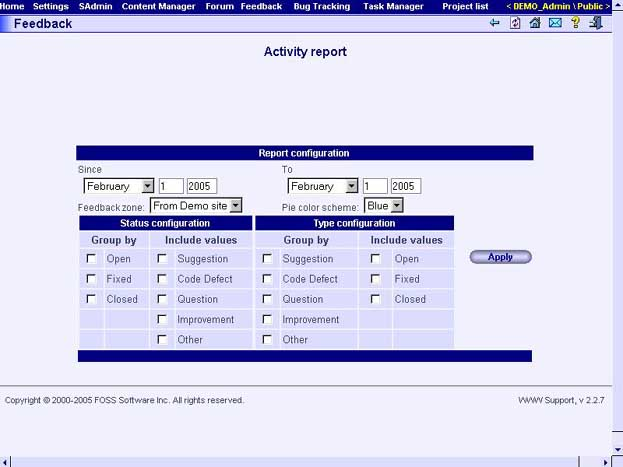 Home Settings SAdmin Content Manager Forum Feedback Bug Tracking Task Manager Project list < DEMO_Admin \ Public >
Feedback
Activity report
Report configuration
Since To
February 1 2005 February 1 2005
Feedback zone: From Demo site Pie color scheme: Blue
Status configuration Type configuration
Group by Include values Group by Include values
Open Suggestion Suggestion Open Apply
Fixed Code Defect Code Defect Fixed
Closed Question Question Closed
Improvement Improvement
Other Other
Copyright © 2000-2005 FOSS Software Inc. All rights reserved. WWW Support, v 2.2.7